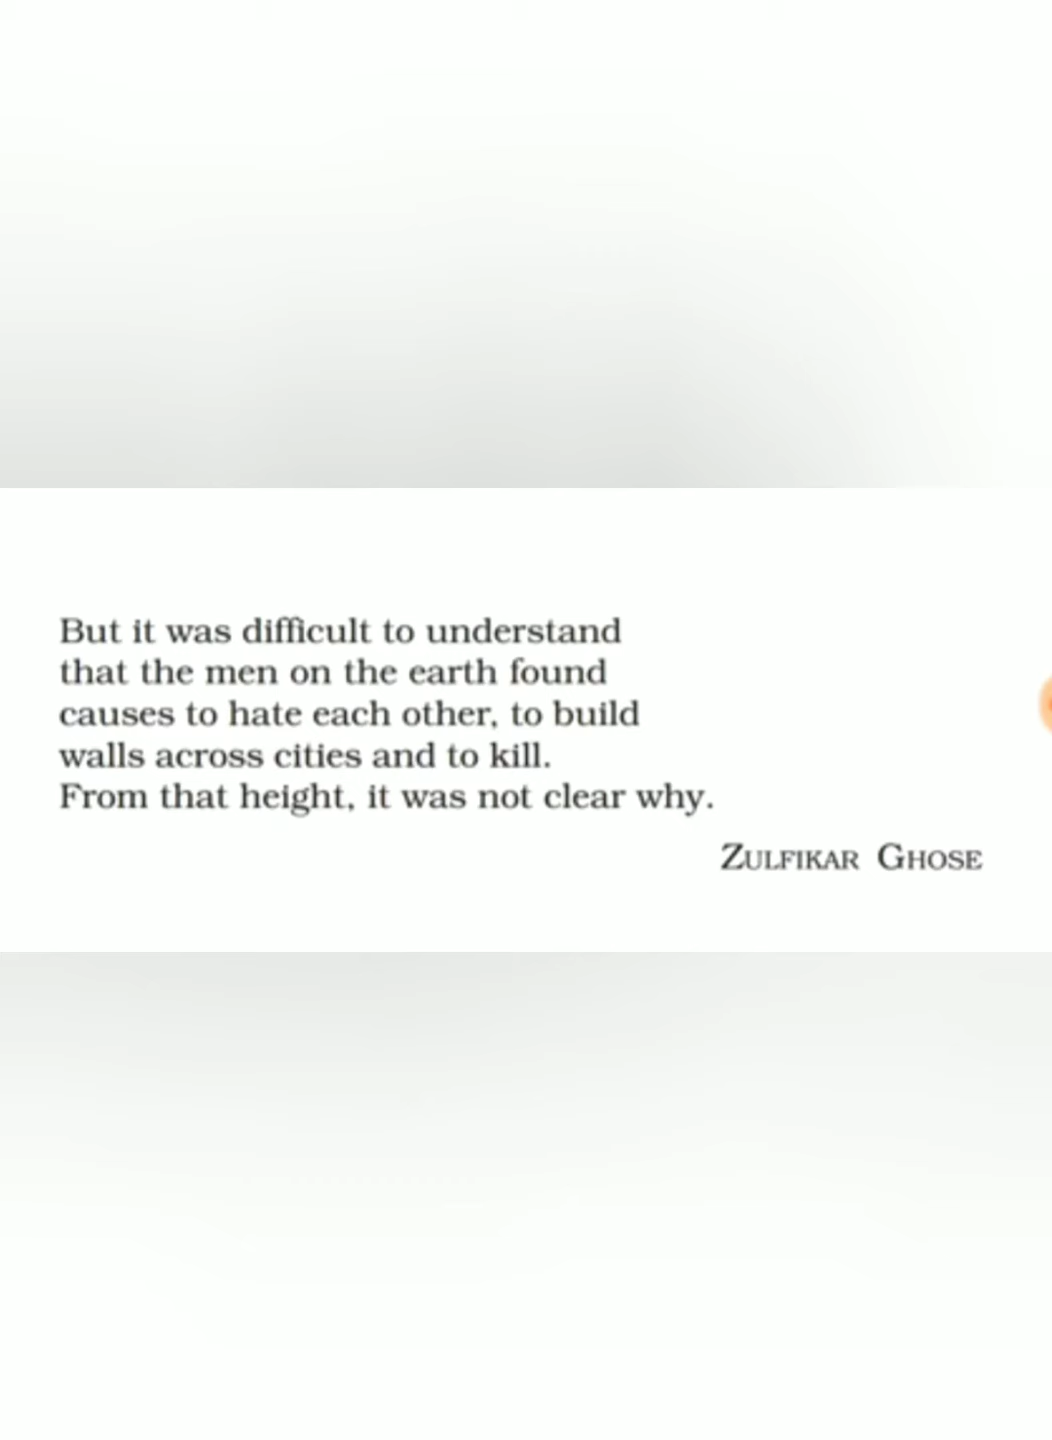 But it was difficult to understand
that the men on the earth found
causes to hate each other, to build
walls across cities and to kill.
From that height, it was not clear why.
ZULFIKAR GHOSE